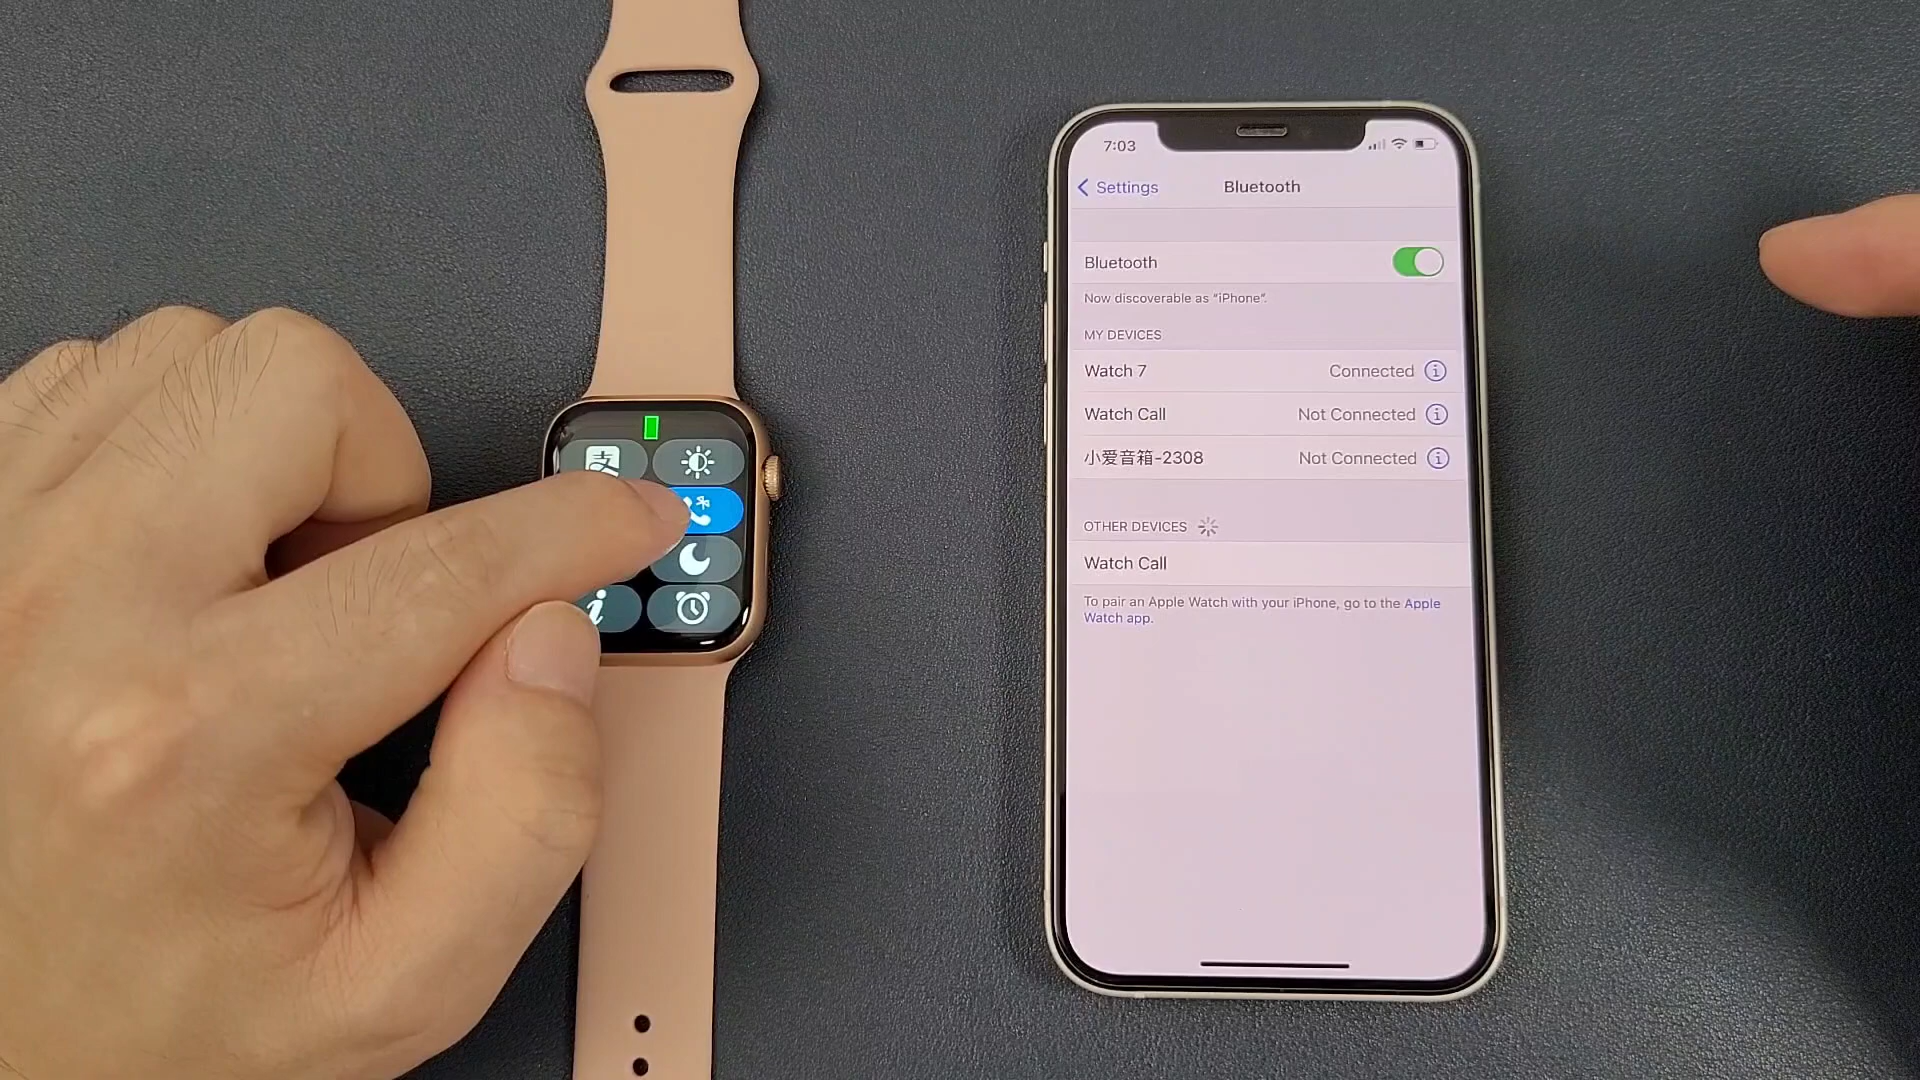 7:03
Settings
Bluetooth
Bluetooth
Now discoverable as “iPhone”.
MY DEVICES
Watch 7 Connected i
Watch Call Not Connected i
小爱音箱-2308 Not Connected i
OTHER DEVICES
Watch Call
To pair an Apple Watch with your iPhone, go to the Apple
Watch app.
支
i